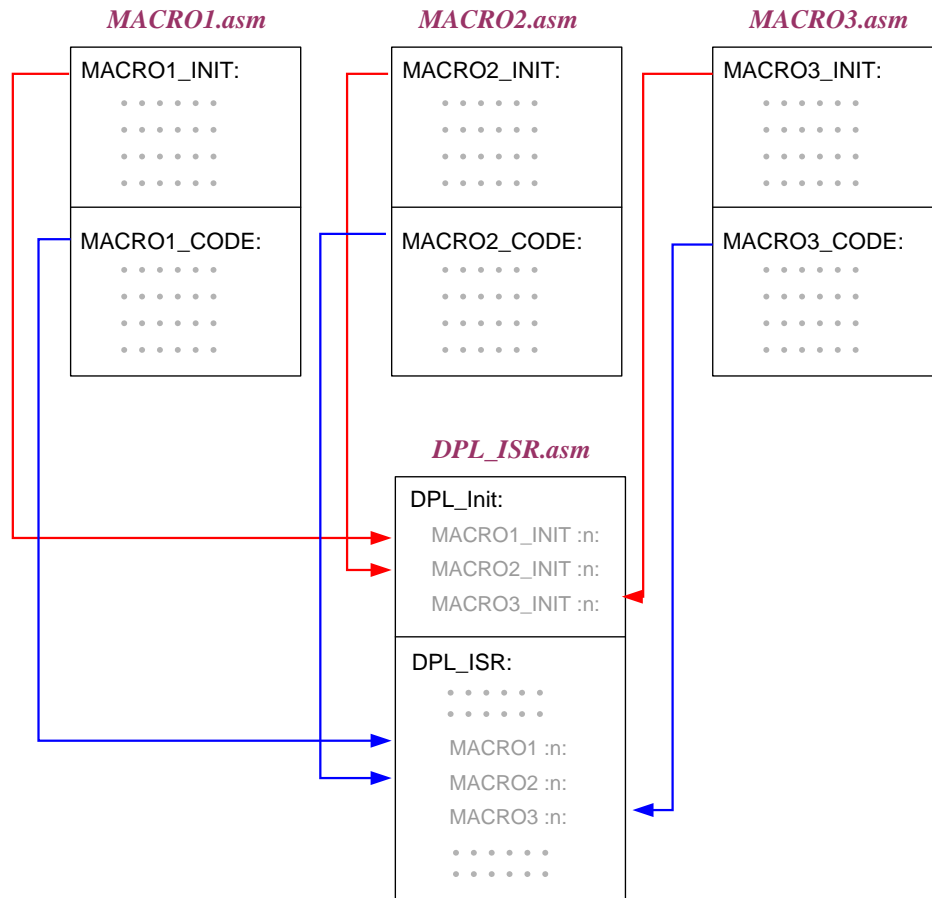 MACRO1.asm
MACRO2.asm
MACRO3.asm
MACRO1_INIT:
MACRO2_INIT:
MACRO3_INIT:
MACRO1_CODE:
MACRO2_CODE:
MACRO3_CODE:
DPL_ISR.asm
DPL_Init:
MACRO1_INIT :n:
MACRO2_INIT :n:
MACRO3_INIT :n:
DPL_ISR:
MACRO1 :n:
MACRO2 :n:
MACRO3 :n: